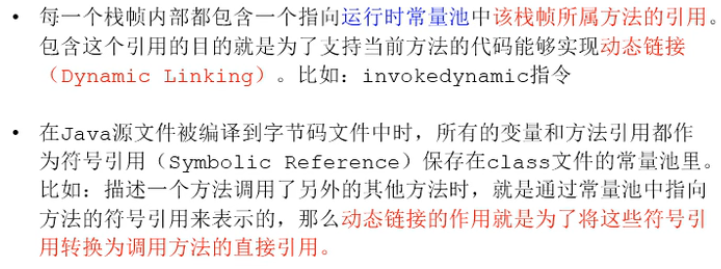 • 每一个栈帧内部都包含一个指向运行时常量池中该栈帧所属方法的引用。
包含这个引用的目的就是为了支持当前方法的代码能够实现动态链接
（Dynamic Linking）。比如：invokedynamic指令
• 在Java源文件被编译到字节码文件中时，所有的变量和方法引用都作
为符号引用（Symbolic Reference）保存在class文件的常量池里。
比如：描述一个方法调用了另外的其他方法时，就是通过常量池中指向
方法的符号引用来表示的，那么动态链接的作用就是为了将这些符号引
用转换为调用方法的直接引用。